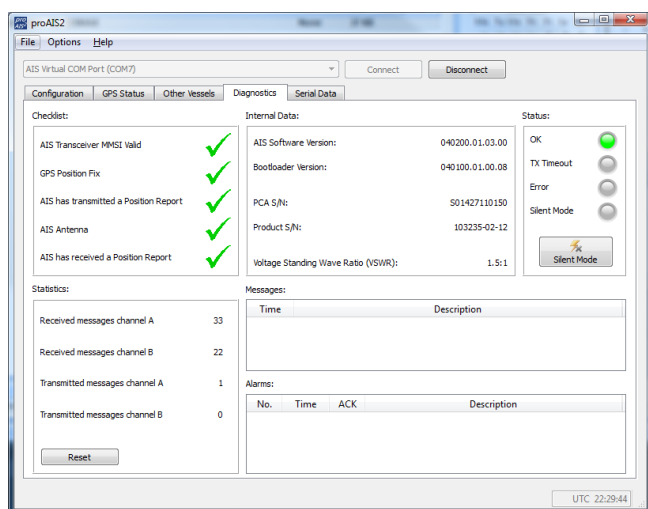 proAIS2
File Options Help
AIS Virtual COM Port (COM7) Connect Disconnect
Configuration GPS Status Other Vessels Diagnostics Serial Data
Checklist:
AIS Transceiver MMSI Valid
GPS Position Fix
AIS has transmitted a Position Report
AIS Antenna
AIS has received a Position Report
Internal Data:
AIS Software Version: 040200.01.03.00
Bootloader Version: 040100.01.00.08
PCA S/N: S01427110150
Product S/N: 103235-02-12
Voltage Standing Wave Ratio (VSWR): 1.5:1
Status:
OK
TX Timeout
Error
Silent Mode
Silent Mode
Statistics:
Received messages channel A 33
Received messages channel B 22
Transmitted messages channel A 1
Transmitted messages channel B 0
Reset
Messages:
Time Description
Alarms:
No. Time ACK Description
UTC 22:29:44